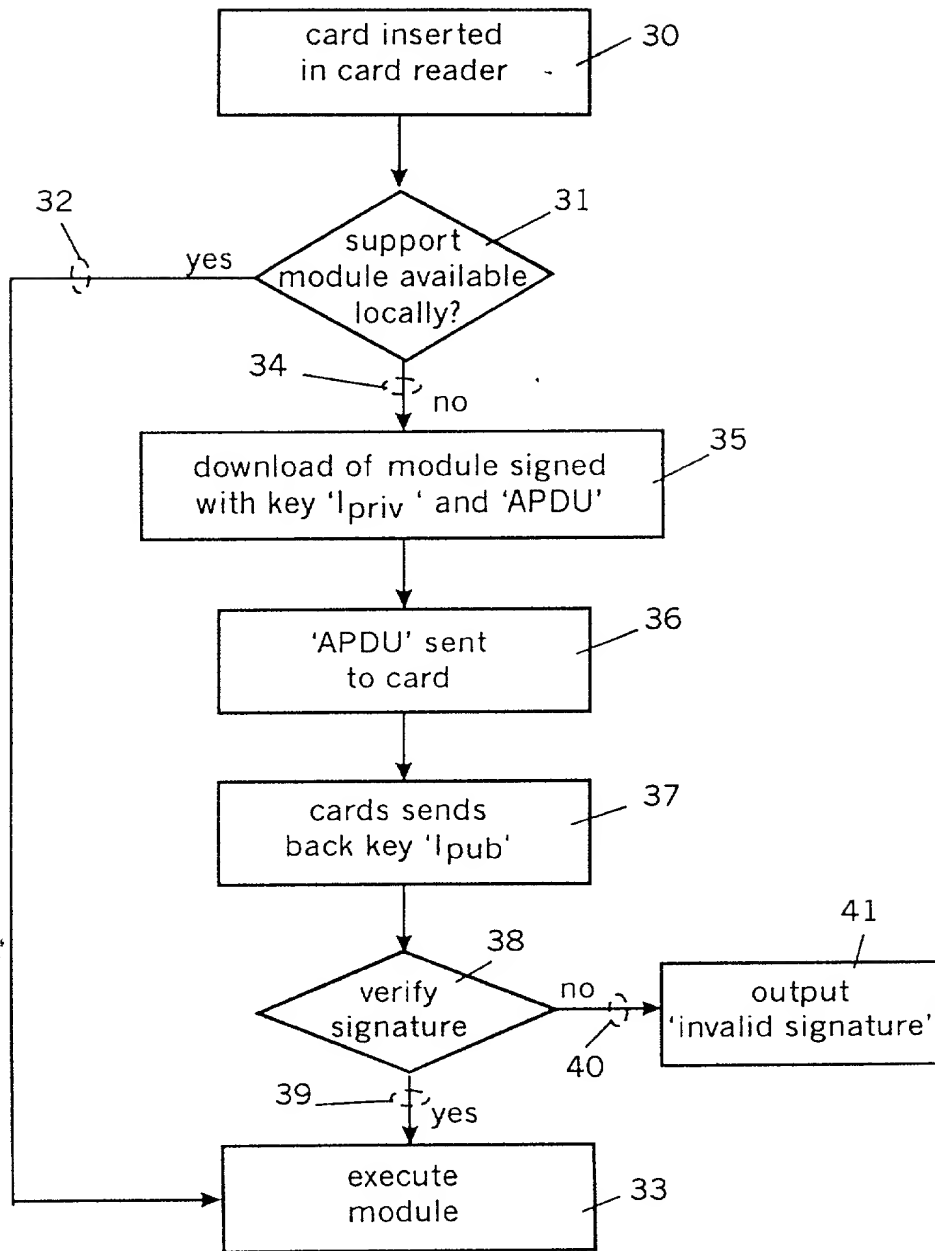 card inserted
in card reader
30
32
31
yes
support
module available
locally?
34
no
35
download of module signed
with key 'Ipriv ' and 'APDU'
36
'APDU' sent
to card
37
cards sends
back key 'Ipub'
38
41
verify
signature
no
output
'invalid signature'
40
39
yes
execute
module
33